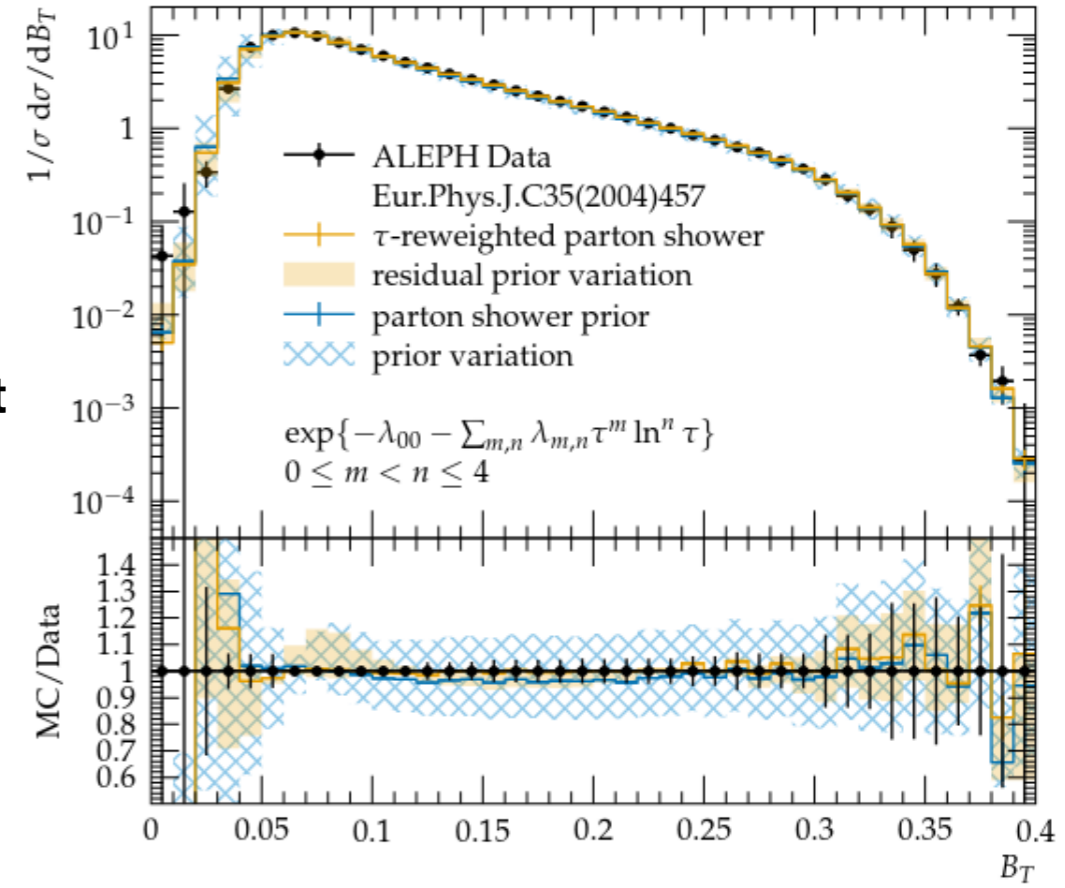 1/σ dσ/dB_T
10^1
1
10^−1
10^−2
10^−3
10^−4
ALEPH Data
Eur.Phys.J.C35(2004)457
τ-reweighted parton shower
residual prior variation
parton shower prior
prior variation
exp{−λ_00 − ∑_m,n λ_m,n τ^m ln^n τ}
0 ≤ m < n ≤ 4
t
MC/Data
1.4
1.3
1.2
1.1
1
0.9
0.8
0.7
0.6
0 0.05 0.1 0.15 0.2 0.25 0.3 0.35 0.4
B_T